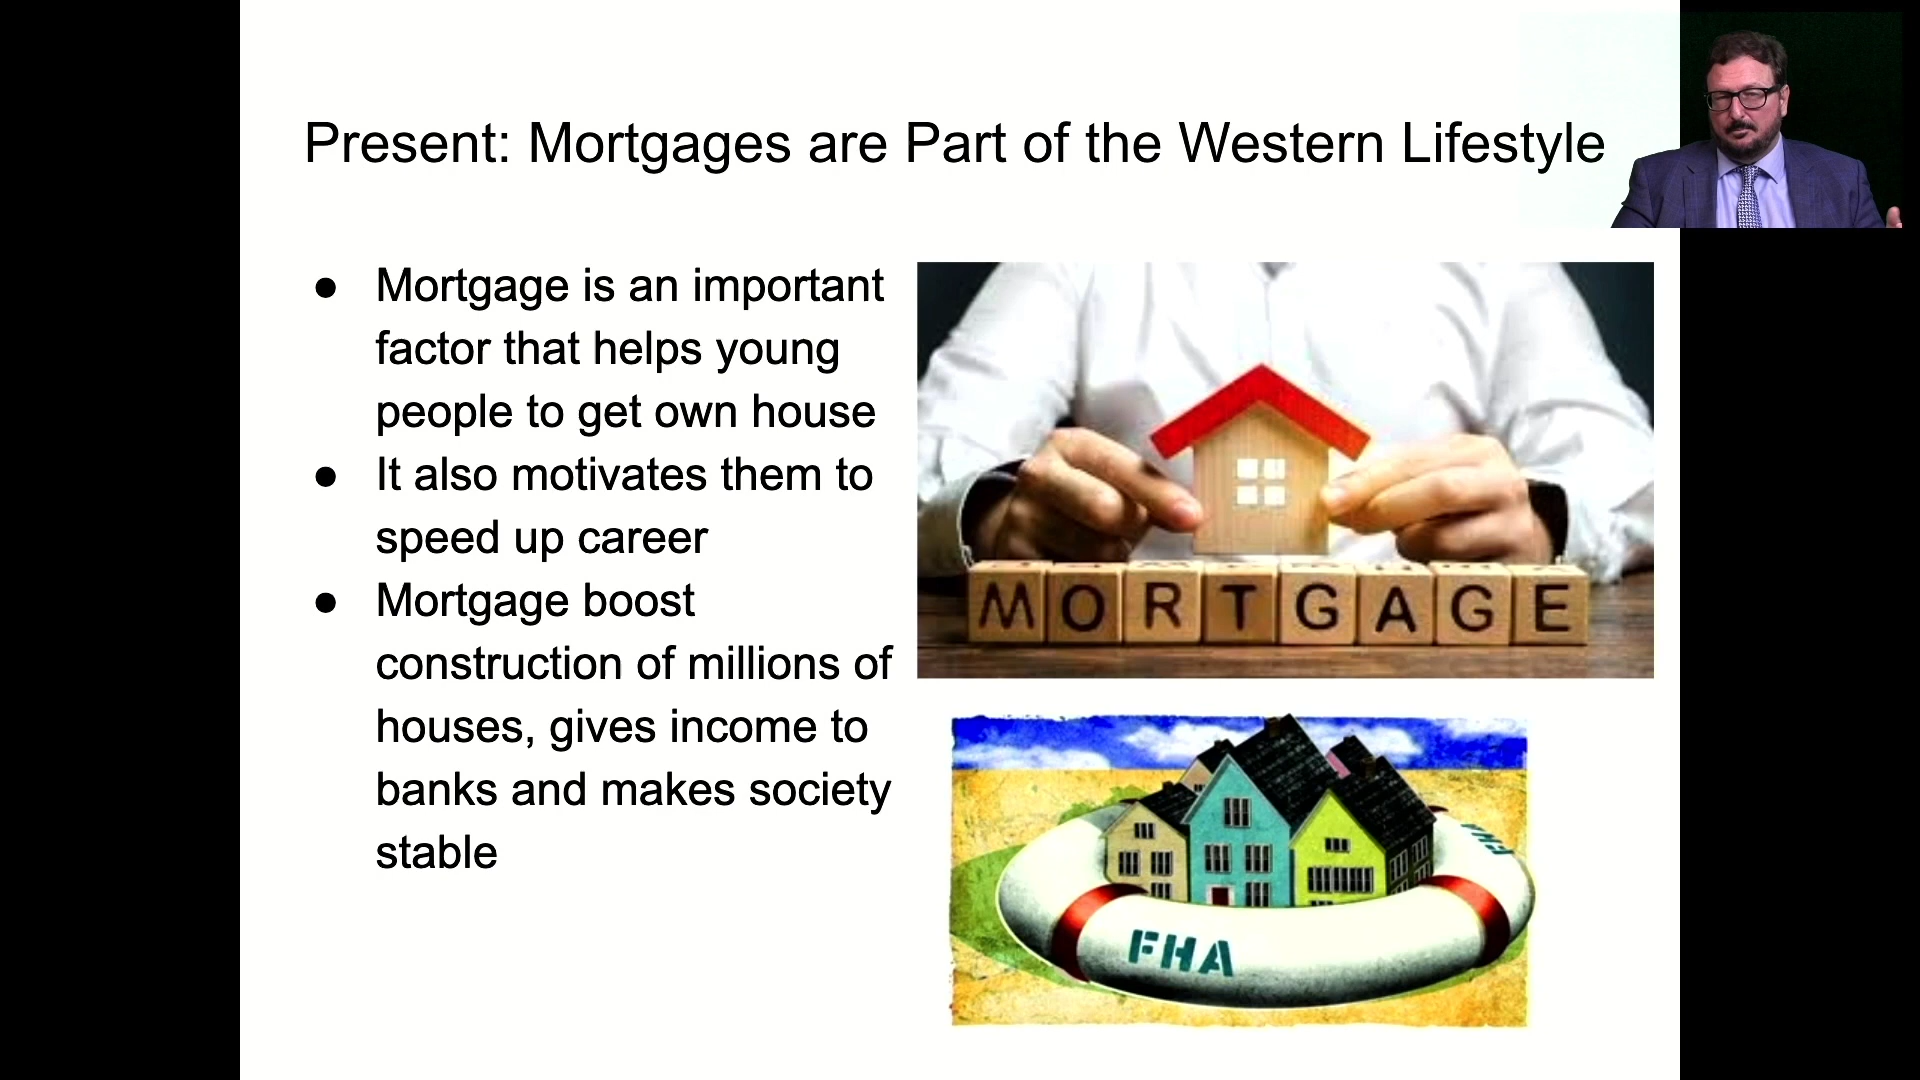 Present: Mortgages are Part of the Western Lifestyle
● Mortgage is an important
factor that helps young
people to get own house
● It also motivates them to
speed up career
● Mortgage boost
construction of millions of
houses, gives income to
banks and makes society
stable
MORTGAGE
FHA
FHA